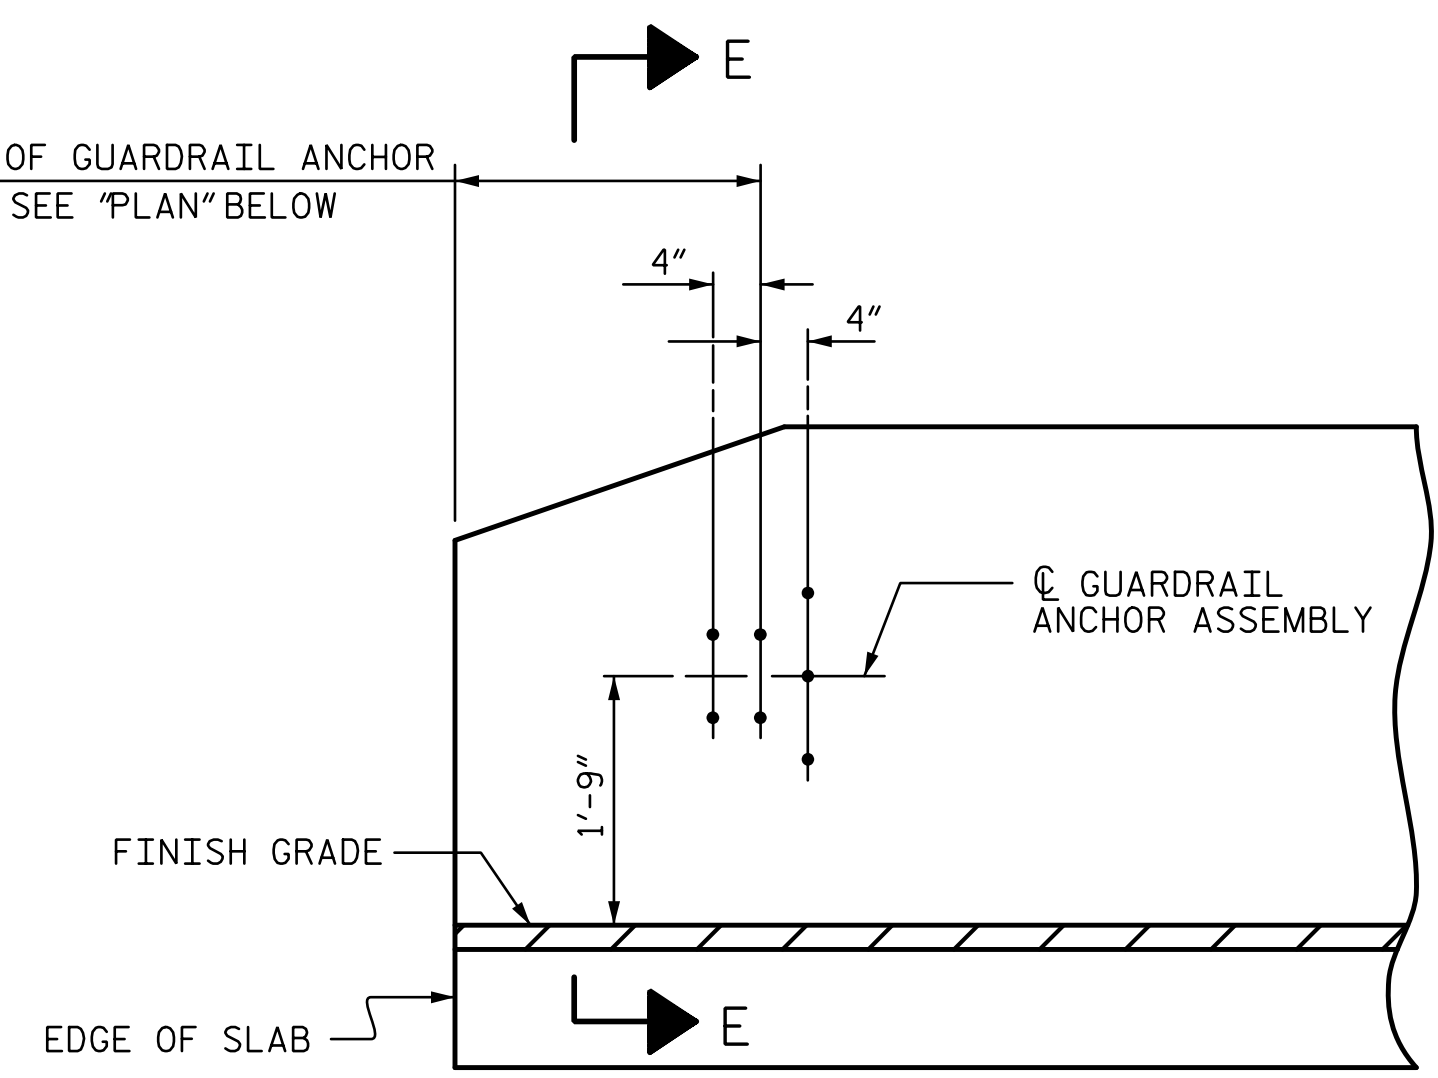 E
OF GUARDRAIL ANCHOR
SEE "PLAN" BELOW
4"
4"
℄ GUARDRAIL
ANCHOR ASSEMBLY
1'-9"
FINISH GRADE
EDGE OF SLAB
E